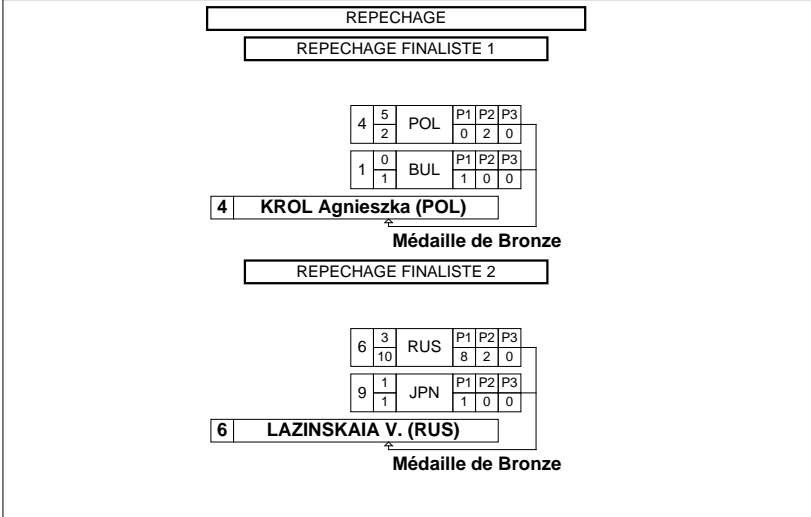 REPECHAGE
REPECHAGE FINALISTE 1
4 5 POL P1 P2 P3
2 0 2 0
1 0 BUL P1 P2 P3
1 1 0 0
4 KROL Agnieszka (POL)
Médaille de Bronze
REPECHAGE FINALISTE 2
6 3 RUS P1 P2 P3
10 8 2 0
9 1 JPN P1 P2 P3
1 1 0 0
6 LAZINSKAIA V. (RUS)
Médaille de Bronze